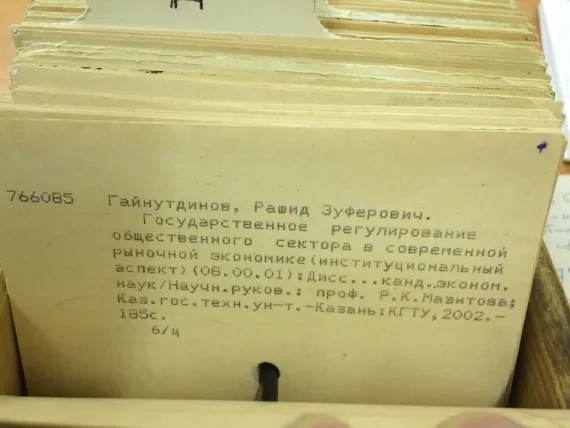 766085 Гайнутдинов, Рашид Зуферович.
Государственное регулирование
общественного сектора в современной
рыночной экономике(институциональный
аспект)(08.00.01):Дисс...канд.эконом.
наук/Научн.руков.: проф. Р.К.Мазитова;
Каз.гос.техн.ун-т.-Казань:КГТУ,2002.-
185с.
б/ц